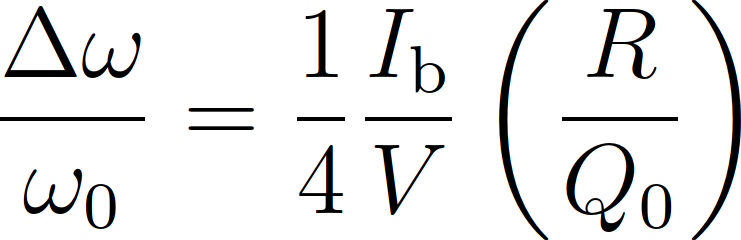 Δω/ω₀ = 1/4 I_b/V (R/Q₀)